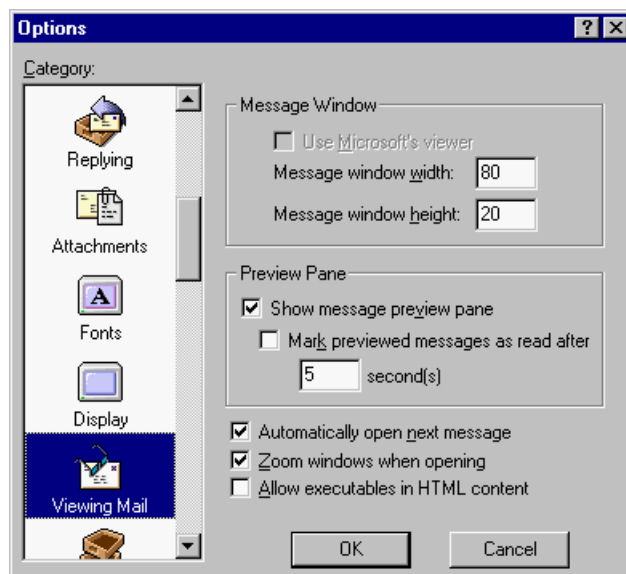 Options
Category:
Replying
Attachments
Fonts
Display
Viewing Mail
Message Window
Use Microsoft's viewer
Message window width: 80
Message window height: 20
Preview Pane
Show message preview pane
Mark previewed messages as read after
5 second(s)
Automatically open next message
Zoom windows when opening
Allow executables in HTML content
OK Cancel